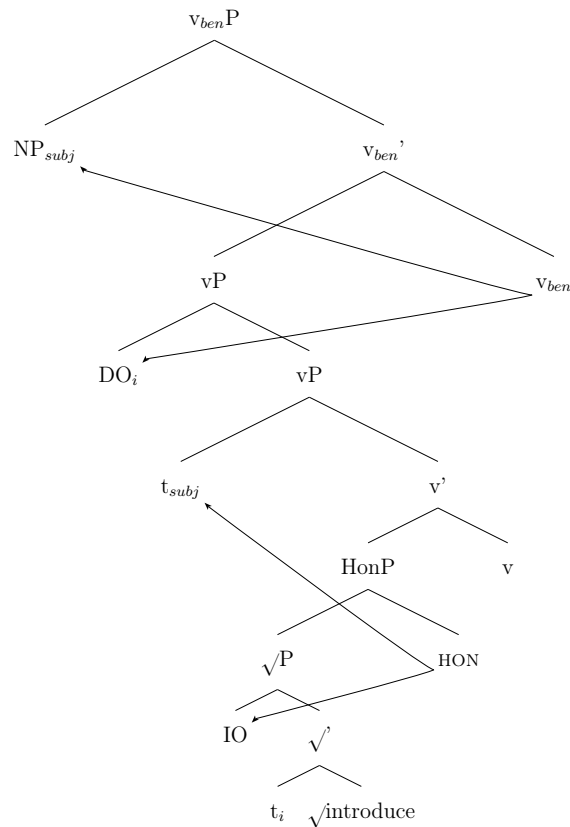 v_benP
NP_subj v_ben'
vP v_ben
DO_i vP
t_subj v'
HonP v
√P HON
IO √'
t_i √introduce